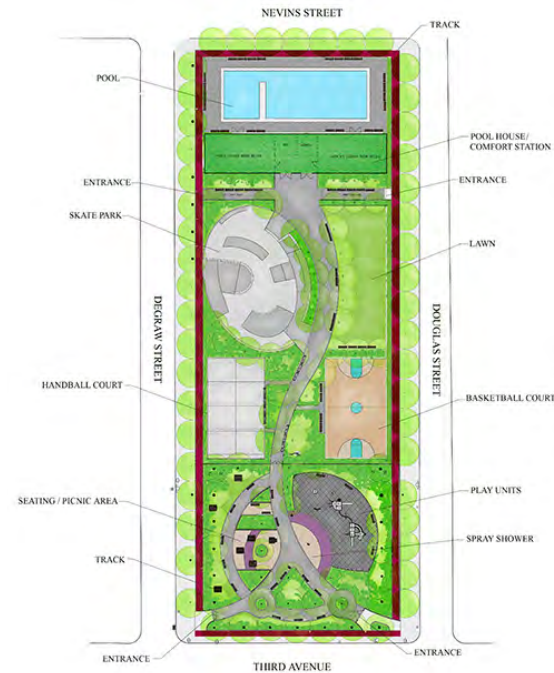 NEVINS STREET
TRACK
POOL
POOL HOUSE/
COMFORT STATION
ENTRANCE
ENTRANCE
SKATE PARK
LAWN
DEGRAW STREET
DOUGLAS STREET
HANDBALL COURT
BASKETBALL COURT
PLAY UNITS
SEATING / PICNIC AREA
SPRAY SHOWER
TRACK
ENTRANCE
ENTRANCE
THIRD AVENUE